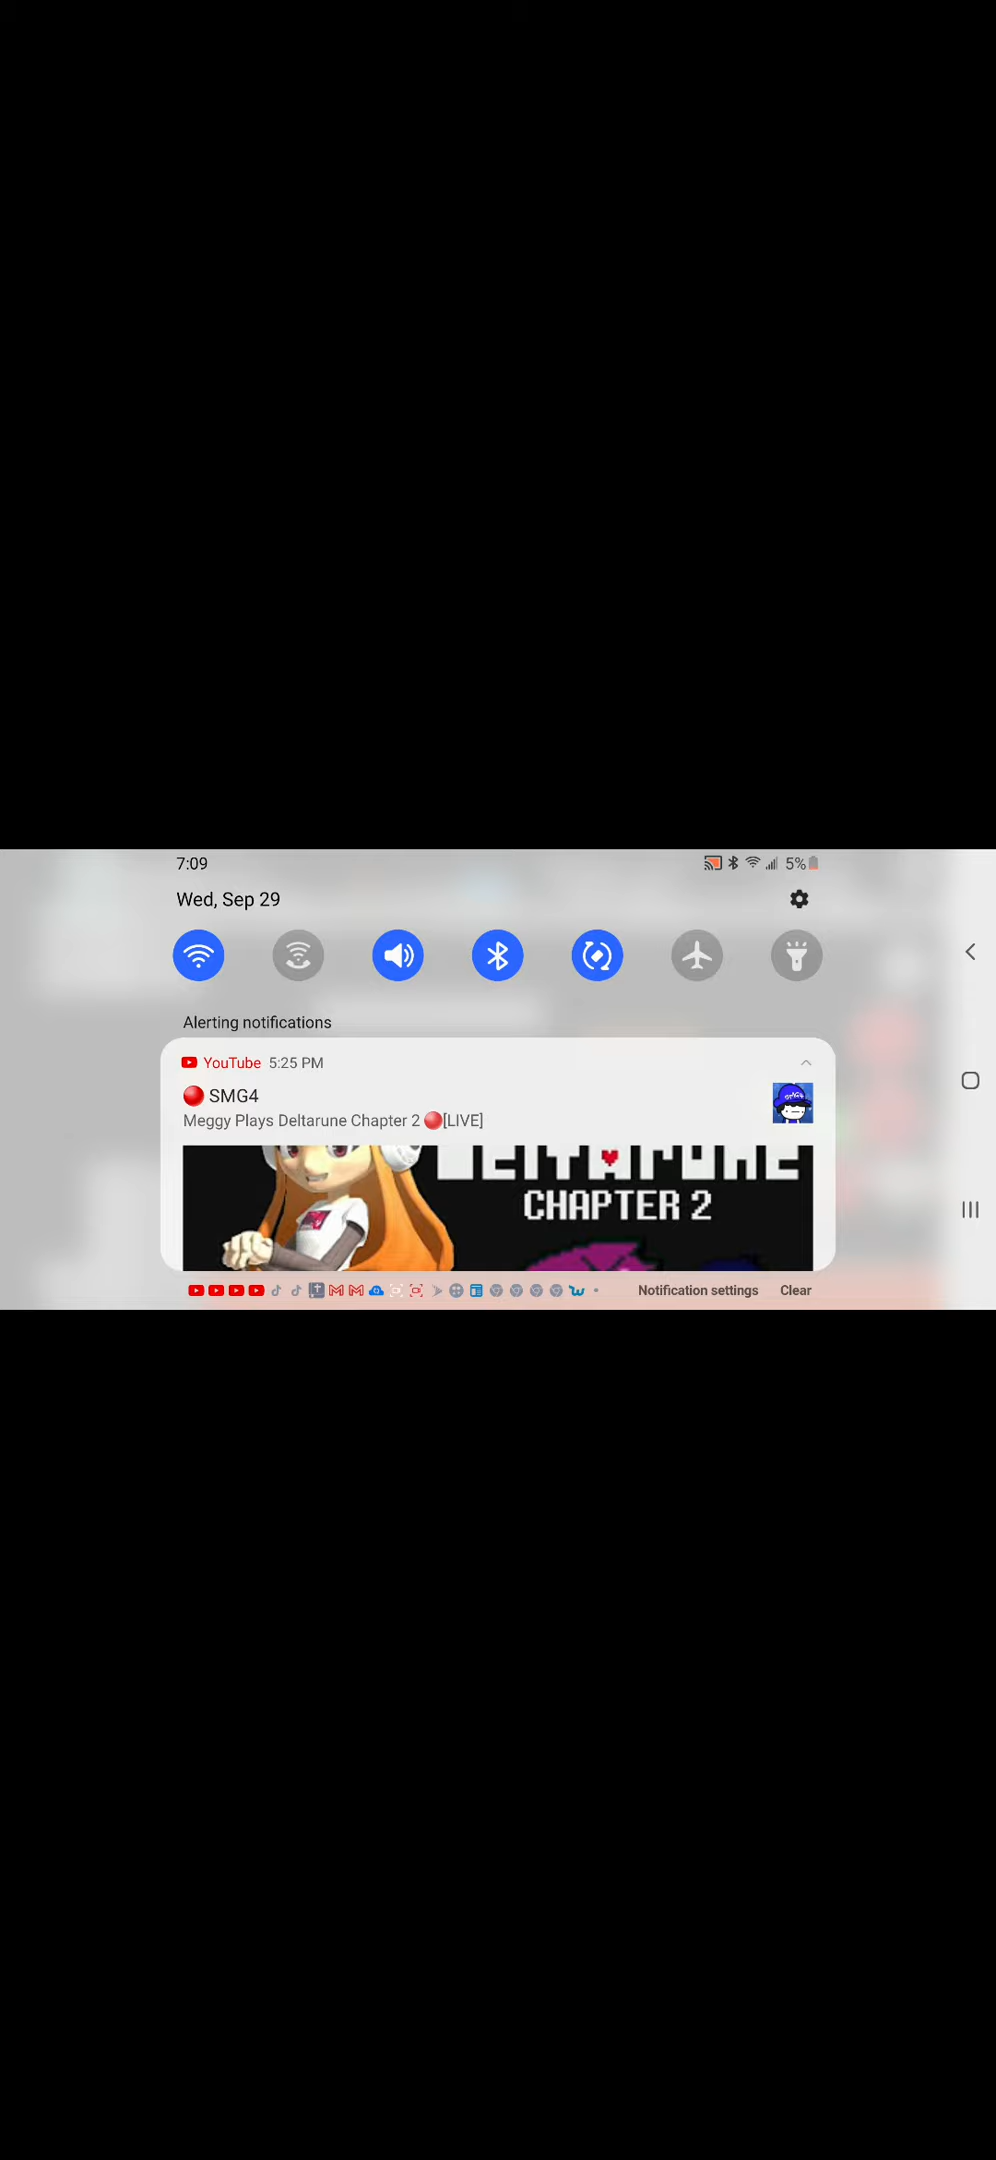 7:09
5%
Wed, Sep 29
Alerting notifications
YouTube 5:25 PM
SMG4
Meggy Plays Deltarune Chapter 2 🔴[LIVE]
DELTARUNE
CHAPTER 2
Notification settings
Clear